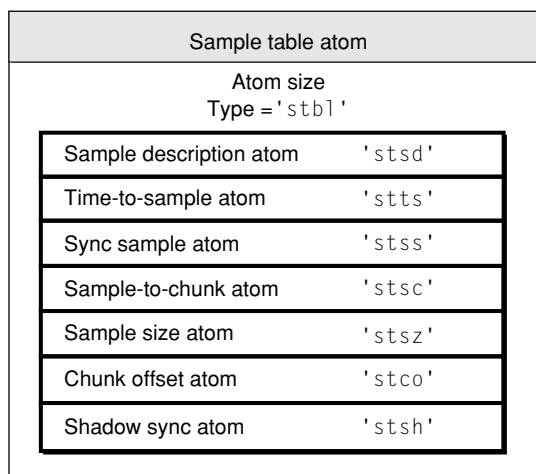 Sample table atom
Atom size
Type = 'stbl'
Sample description atom 'stsd'
Time-to-sample atom 'stts'
Sync sample atom 'stss'
Sample-to-chunk atom 'stsc'
Sample size atom 'stsz'
Chunk offset atom 'stco'
Shadow sync atom 'stsh'